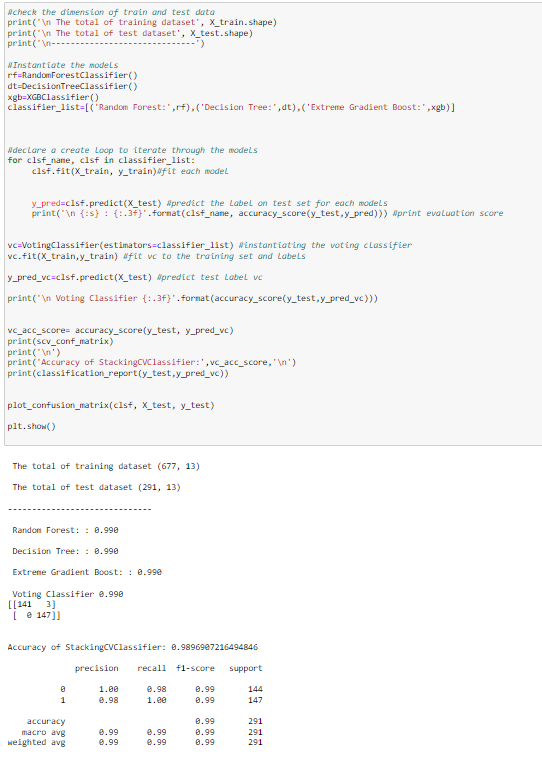 #check the dimension of train and test data
print('\n The total of training dataset', X_train.shape)
print('\n The total of test dataset', X_test.shape)
print('\n-----------------------------')
#Instantiate the models
rf=RandomForestClassifier()
dt=DecisionTreeClassifier()
xgb=XGBClassifier()
classifier_list=[('Random Forest:',rf),('Decision Tree:',dt),('Extreme Gradient Boost:',xgb)]
#declare a create Loop to iterate through the models
for clsf_name, clsf in classifier_list:
clsf.fit(X_train, y_train)#fit each model
y_pred=clsf.predict(X_test) #predict the label on test set for each models
print('\n {:s} : {:.3f}'.format(clsf_name, accuracy_score(y_test,y_pred))) #print evaluation score
vc=VotingClassifier(estimators=classifier_list) #instantiating the voting classifier
vc.fit(X_train,y_train) #fit vc to the training set and labels
y_pred_vc=clsf.predict(X_test) #predict test label vc
print('\n Voting Classifier {:.3f}'.format(accuracy_score(y_test,y_pred_vc)))
vc_acc_score= accuracy_score(y_test, y_pred_vc)
print(scv_conf_matrix)
print('\n')
print('Accuracy of StackingCVClassifier:',vc_acc_score,'\n')
print(classification_report(y_test,y_pred_vc))
plot_confusion_matrix(clsf, X_test, y_test)
plt.show()
The total of training dataset (677, 13)
The total of test dataset (291, 13)
-----------------------------
Random Forest: : 0.990
Decision Tree: : 0.990
Extreme Gradient Boost: : 0.990
Voting Classifier 0.990
[[141 3]
[ 0 147]]
Accuracy of StackingCVClassifier: 0.9896907216494846
precision recall f1-score support
0 1.00 0.98 0.99 144
1 0.98 1.00 0.99 147
accuracy 0.99 291
macro avg 0.99 0.99 0.99 291
weighted avg 0.99 0.99 0.99 291